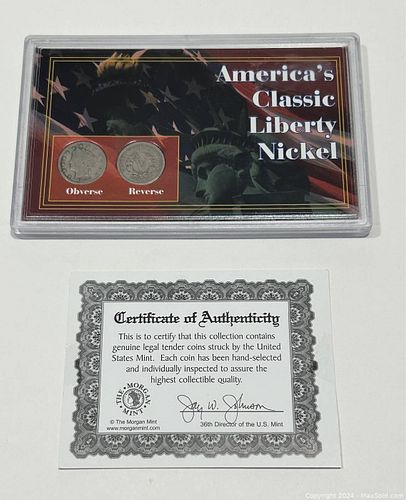 America's
Classic
Liberty
Nickel
Obverse
Reverse
Certificate of Authenticity
This is to certify that this collection contains
genuine legal tender coins struck by the United
States Mint. Each coin has been hand-selected
and individually inspected to assure the
highest collectible quality.
THE MORGAN MINT
Jay W. Johnson
© The Morgan Mint
www.morganmint.com
36th Director of the U.S. Mint
Copyright 2024 - MaxSold.com